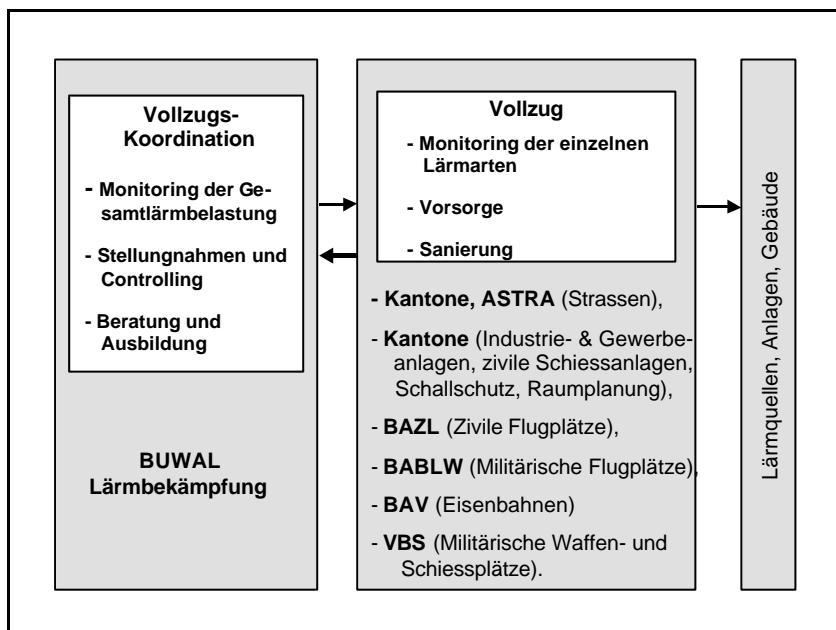 Vollzugs-
Koordination
- Monitoring der Ge-
samtlärmbelastung
- Stellungnahmen und
Controlling
- Beratung und
Ausbildung
BUWAL
Lärmbekämpfung
Vollzug
- Monitoring der einzelnen
Lärmarten
- Vorsorge
- Sanierung
- Kantone, ASTRA (Strassen),
- Kantone (Industrie- & Gewerbe-
anlagen, zivile Schiessanlagen,
Schallschutz, Raumplanung),
- BAZL (Zivile Flugplätze),
- BABLW (Militärische Flugplätze),
- BAV (Eisenbahnen)
- VBS (Militärische Waffen- und
Schiessplätze).
Lärmquellen, Anlagen, Gebäude